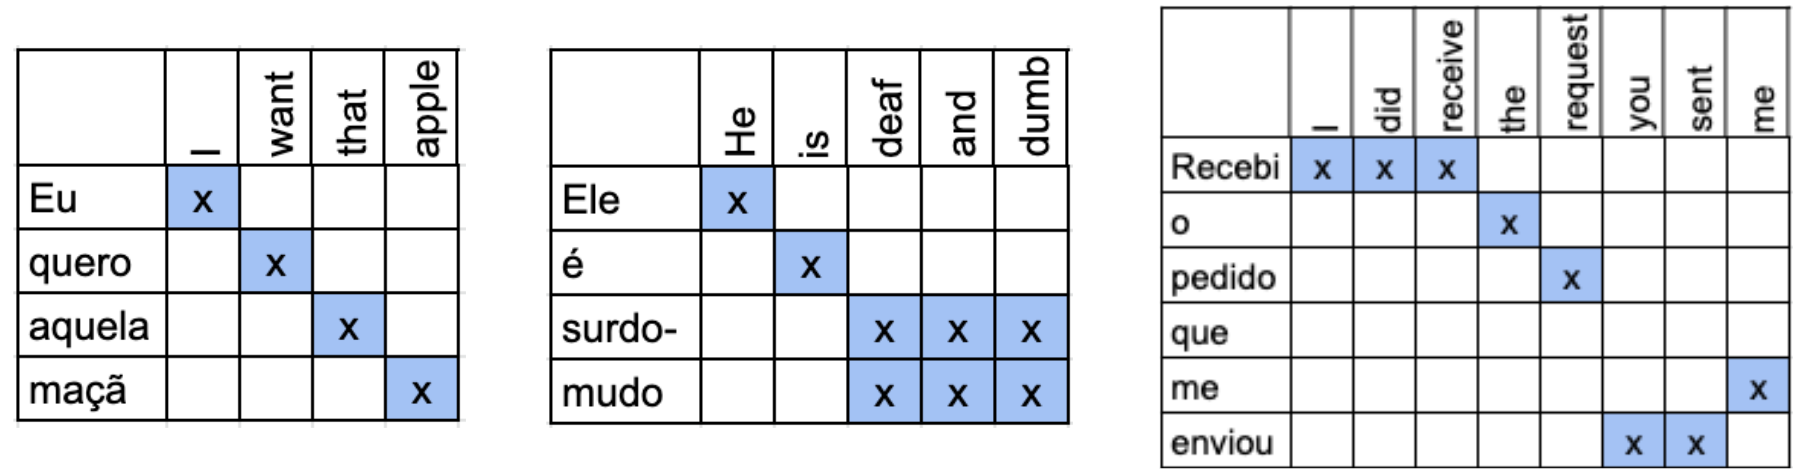 I want that apple
Eu x
quero x
aquela x
maçã x
He is deaf and dumb
Ele x
é x
surdo- x x x
mudo x x x
I did receive the request you sent me
Recebi x x x
o x
pedido x
que
me x
enviou x x